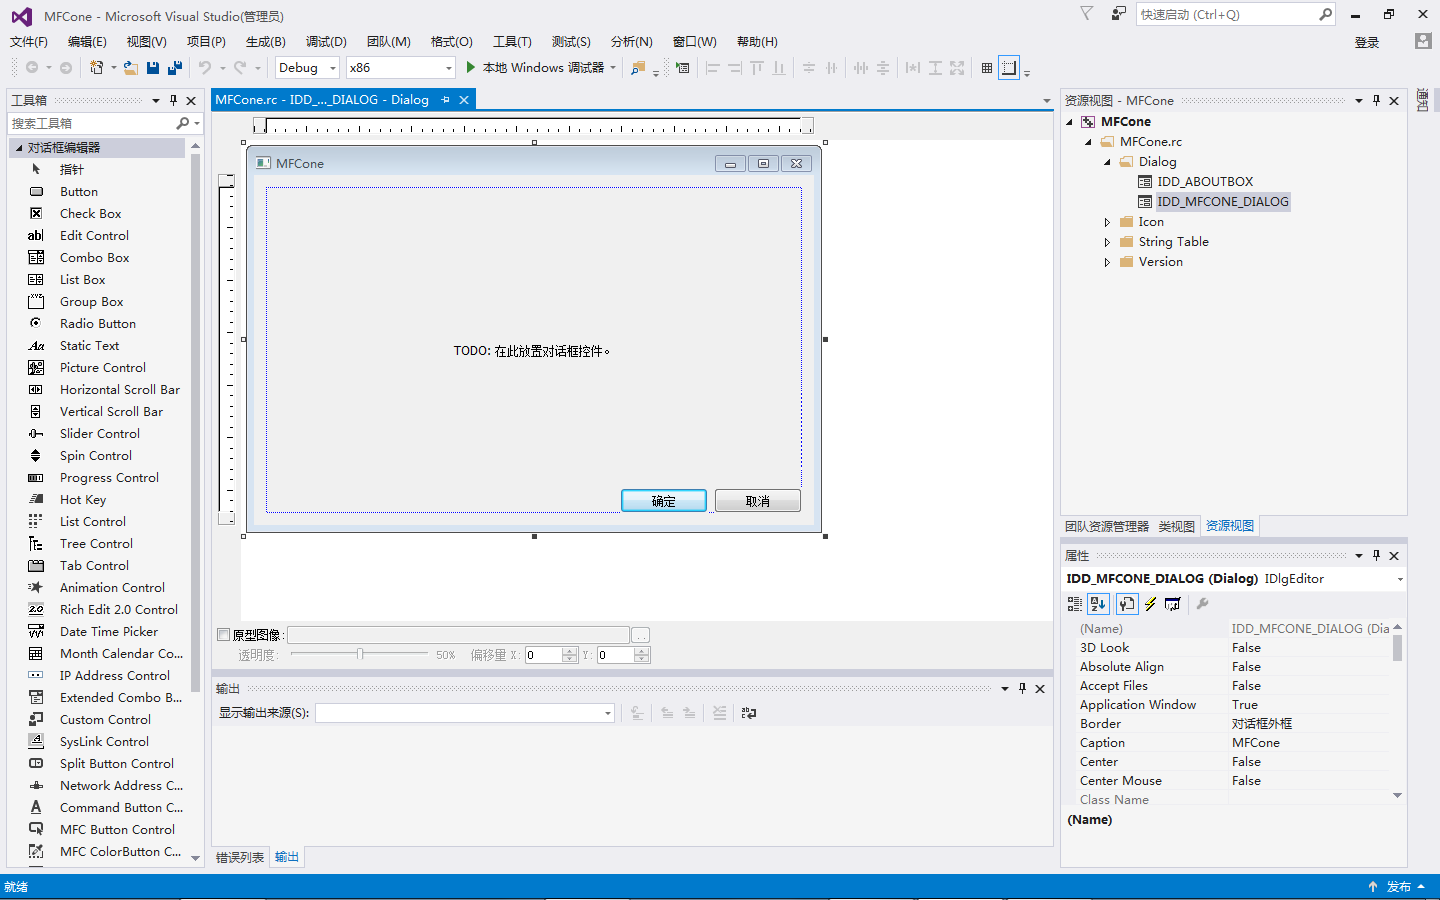 MFCone - Microsoft Visual Studio(管理员)
快速启动 (Ctrl+Q)
文件(F) 编辑(E) 视图(V) 项目(P) 生成(B) 调试(D) 团队(M) 格式(O) 工具(T) 测试(S) 分析(N) 窗口(W) 帮助(H)
登录
Debug x86 本地 Windows 调试器
工具箱
搜索工具箱
对话框编辑器
指针
Button
Check Box
Edit Control
Combo Box
List Box
Group Box
Radio Button
Static Text
Picture Control
Horizontal Scroll Bar
Vertical Scroll Bar
Slider Control
Spin Control
Progress Control
Hot Key
List Control
Tree Control
Tab Control
Animation Control
Rich Edit 2.0 Control
Date Time Picker
Month Calendar Co...
IP Address Control
Extended Combo B...
Custom Control
SysLink Control
Split Button Control
Network Address C...
Command Button C...
MFC Button Control
MFC ColorButton C...
MFCone.rc - IDD_..._DIALOG - Dialog
MFCone
TODO: 在此放置对话框控件。
确定 取消
原型图像:
...
透明度: 50% 偏移量 X: 0 Y: 0
输出
显示输出来源(S):
错误列表 输出
资源视图 - MFCone
MFCone
MFCone.rc
Dialog
IDD_ABOUTBOX
IDD_MFCONE_DIALOG
Icon
String Table
Version
团队资源管理器 类视图 资源视图
属性
IDD_MFCONE_DIALOG (Dialog) IDlgEditor
(Name) IDD_MFCONE_DIALOG (Dia
3D Look False
Absolute Align False
Accept Files False
Application Window True
Border 对话框外框
Caption MFCone
Center False
Center Mouse False
Class Name
(Name)
通知
就绪
发布